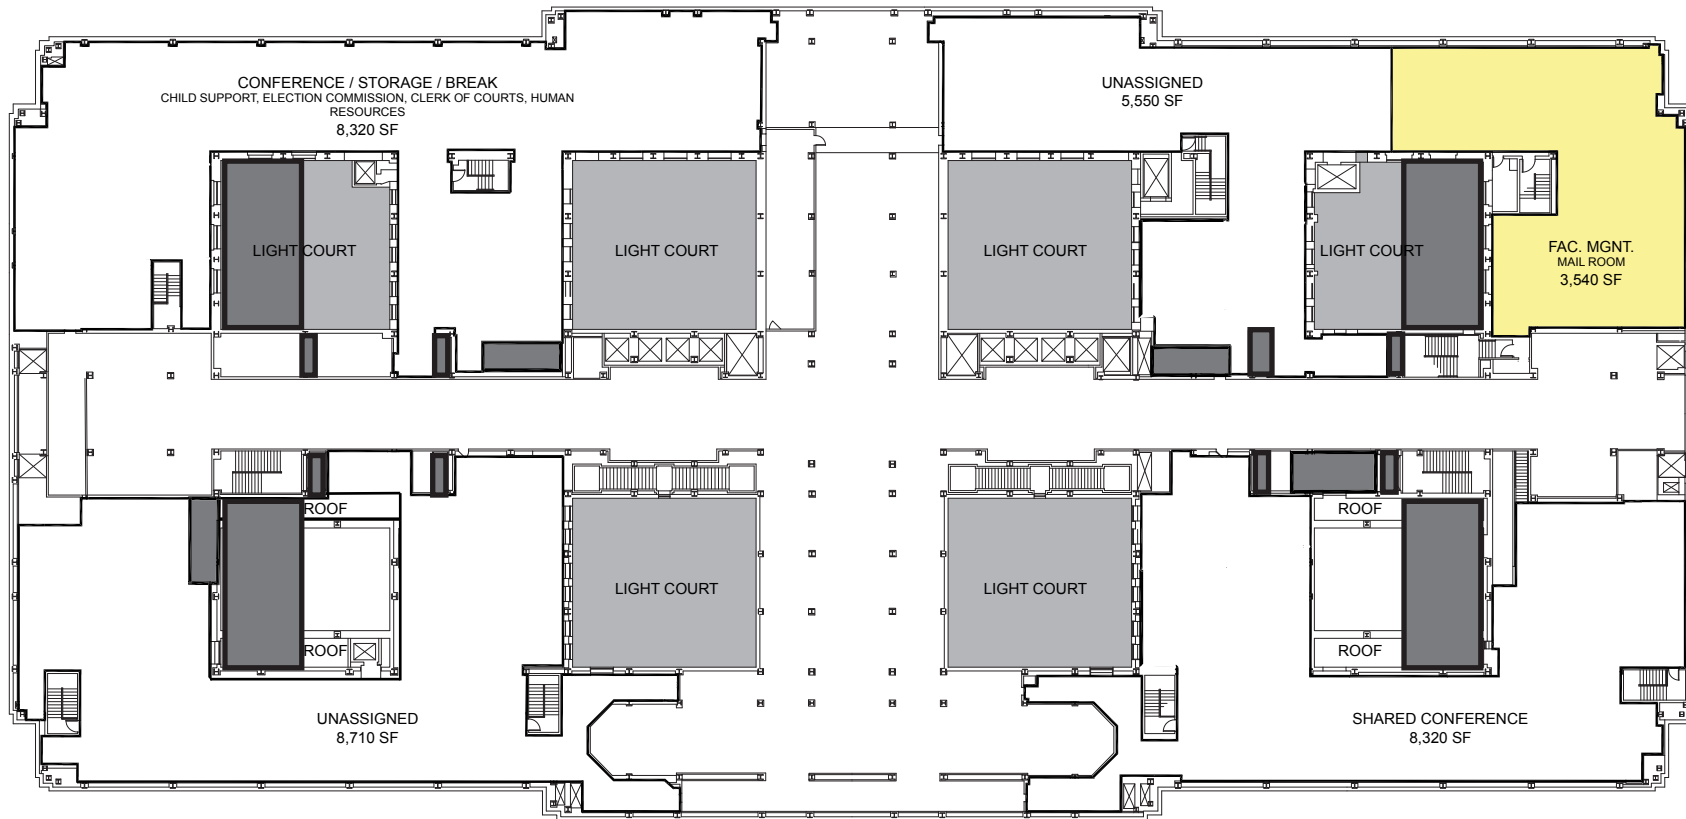 CONFERENCE / STORAGE / BREAK
CHILD SUPPORT, ELECTION COMMISSION, CLERK OF COURTS, HUMAN
RESOURCES
8,320 SF
UNASSIGNED
5,550 SF
LIGHT COURT
LIGHT COURT
LIGHT COURT
LIGHT COURT
FAC. MGNT.
MAIL ROOM
3,540 SF
ROOF
ROOF
LIGHT COURT
LIGHT COURT
ROOF
ROOF
UNASSIGNED
8,710 SF
SHARED CONFERENCE
8,320 SF